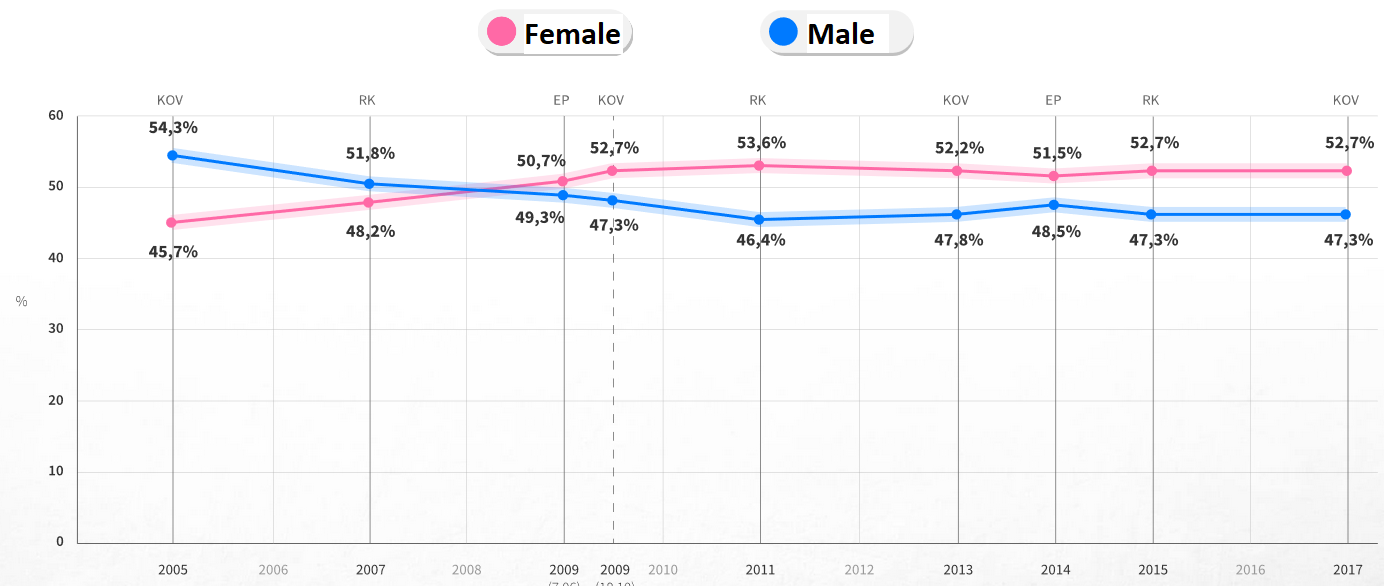 Female Male
KOV RK EP KOV RK KOV EP RK KOV
60
54,3% 51,8% 50,7% 52,7% 53,6% 52,2% 51,5% 52,7% 52,7%
50
45,7% 48,2% 49,3% 47,3% 46,4% 47,8% 48,5% 47,3% 47,3%
40
%
30
20
10
0
2005 2006 2007 2008 2009 2009 2010 2011 2012 2013 2014 2015 2016 2017